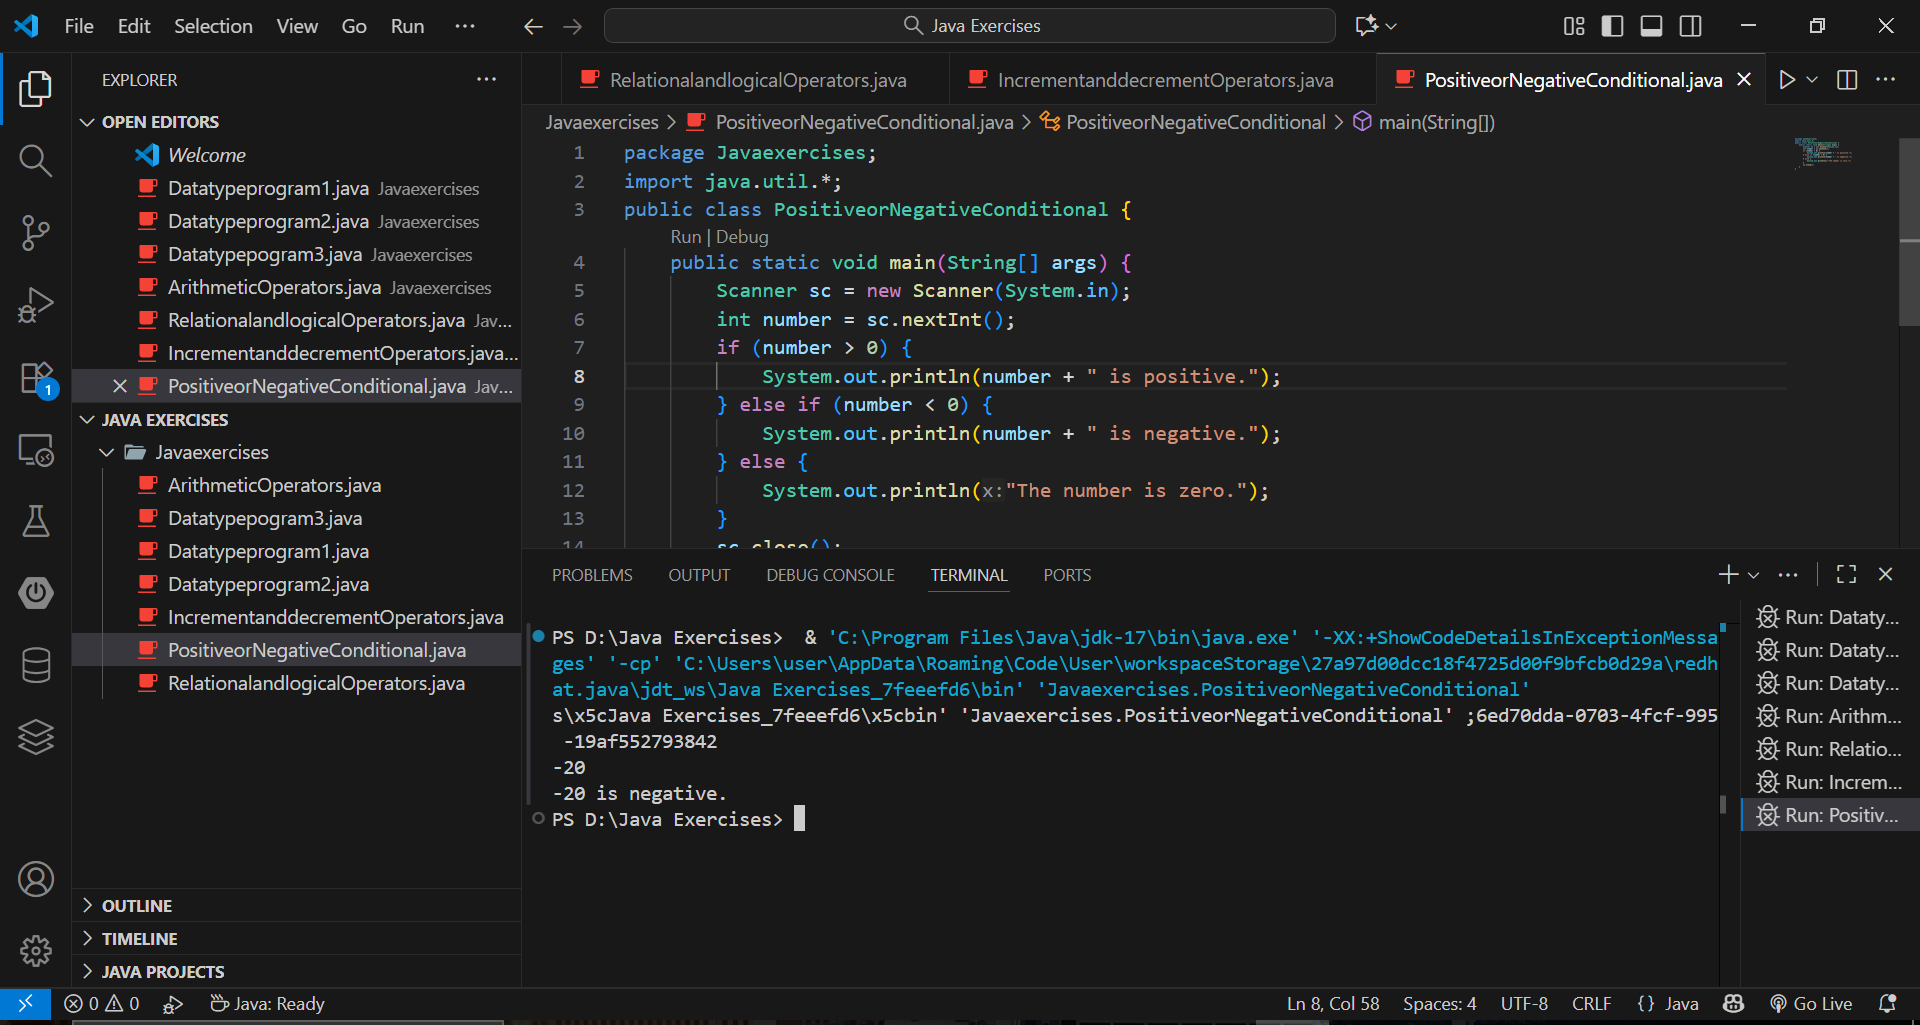 File Edit Selection View Go Run ··· Java Exercises
EXPLORER
OPEN EDITORS
Welcome
Datatypeprogram1.java Javaexercises
Datatypeprogram2.java Javaexercises
Datatypepogram3.java Javaexercises
ArithmeticOperators.java Javaexercises
RelationalandlogicalOperators.java Jav...
IncrementanddecrementOperators.java...
PositiveorNegativeConditional.java Jav...
JAVA EXERCISES
Javaexercises
ArithmeticOperators.java
Datatypepogram3.java
Datatypeprogram1.java
Datatypeprogram2.java
IncrementanddecrementOperators.java
PositiveorNegativeConditional.java
RelationalandlogicalOperators.java
OUTLINE
TIMELINE
JAVA PROJECTS
1
RelationalandlogicalOperators.java IncrementanddecrementOperators.java PositiveorNegativeConditional.java
Javaexercises > PositiveorNegativeConditional.java > PositiveorNegativeConditional > main(String[])
1 package Javaexercises;
2 import java.util.*;
3 public class PositiveorNegativeConditional {
Run | Debug
4 public static void main(String[] args) {
5 Scanner sc = new Scanner(System.in);
6 int number = sc.nextInt();
7 if (number > 0) {
8 System.out.println(number + " is positive.");
9 } else if (number < 0) {
10 System.out.println(number + " is negative.");
11 } else {
12 System.out.println(x:"The number is zero.");
13 }
14 sc.close();
PROBLEMS OUTPUT DEBUG CONSOLE TERMINAL PORTS
PS D:\Java Exercises> & 'C:\Program Files\Java\jdk-17\bin\java.exe' '-XX:+ShowCodeDetailsInExceptionMessa
ges' '-cp' 'C:\Users\user\AppData\Roaming\Code\User\workspaceStorage\27a97d00dcc18f4725d00f9bfcb0d29a\redh
at.java\jdt_ws\Java Exercises_7feeefd6\bin' 'Javaexercises.PositiveorNegativeConditional'
s\x5cJava Exercises_7feeefd6\x5cbin' 'Javaexercises.PositiveorNegativeConditional' ;6ed70dda-0703-4fcf-995
-19af552793842
-20
-20 is negative.
PS D:\Java Exercises>
Run: Dataty...
Run: Dataty...
Run: Dataty...
Run: Arithm...
Run: Relatio...
Run: Increm...
Run: Positiv...
0 0 Java: Ready Ln 8, Col 58 Spaces: 4 UTF-8 CRLF {} Java Go Live